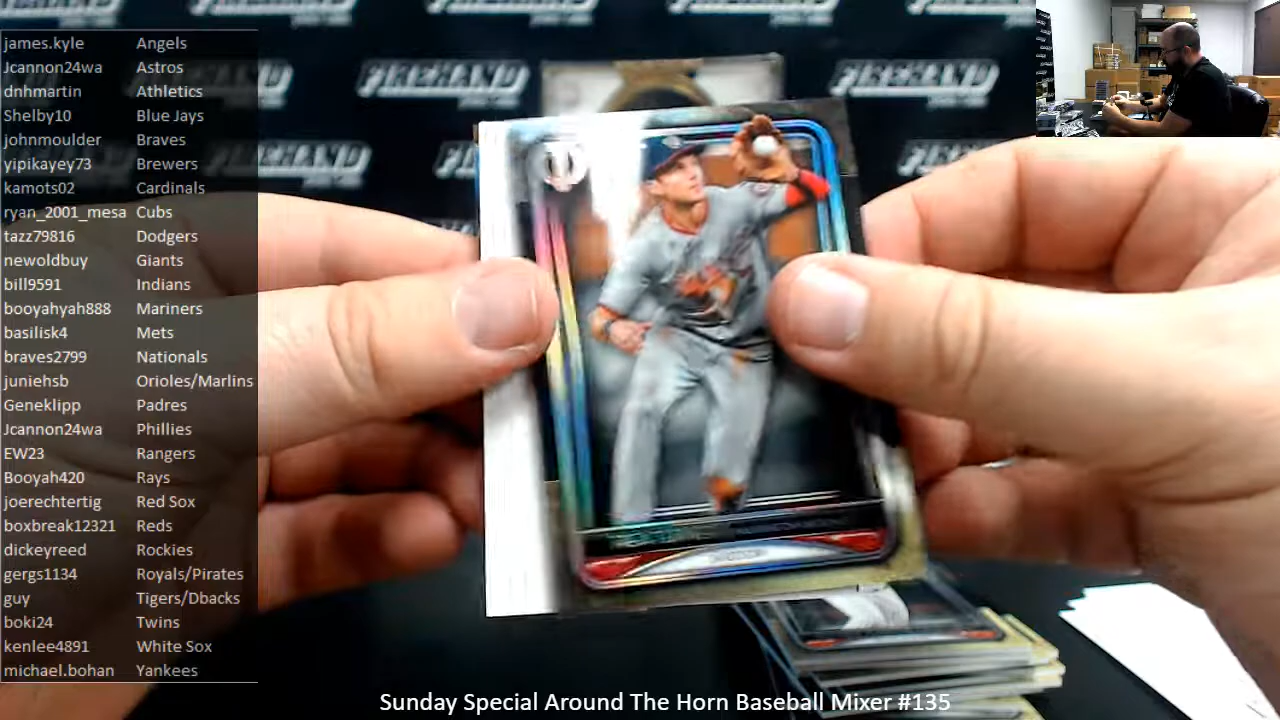 james.kyle Angels
Jcannon24wa Astros
dnhmartin Athletics
Shelby10 Blue Jays
johnmoulder Braves
yipikayey73 Brewers
kamots02 Cardinals
ryan_2001_mesa Cubs
tazz79816 Dodgers
newoldbuy Giants
bill9591 Indians
booyahyah888 Mariners
basilisk4 Mets
braves2799 Nationals
juniehsb Orioles/Marlins
Geneklipp Padres
Jcannon24wa Phillies
EW23 Rangers
Booyah420 Rays
joerechtertig Red Sox
boxbreak12321 Reds
dickeyreed Rockies
gergs1134 Royals/Pirates
guy Tigers/Dbacks
boki24 Twins
kenlee4891 White Sox
michael.bohan Yankees
FIREHAND
FIREHAND
FIREHAND
Sunday Special Around The Horn Baseball Mixer #135